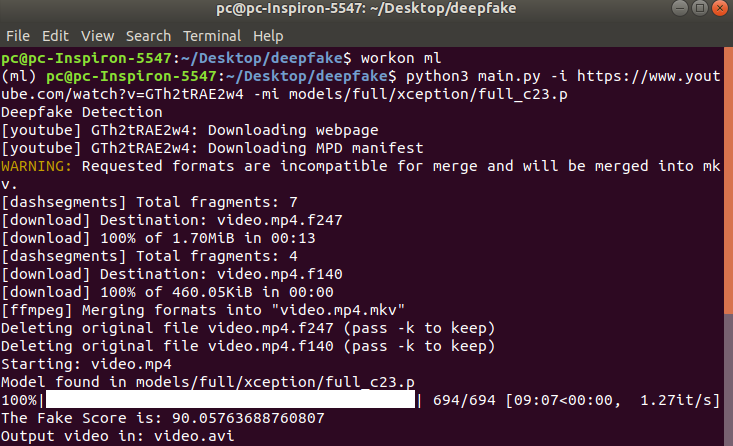 pc@pc-Inspiron-5547: ~/Desktop/deepfake
File Edit View Search Terminal Help
pc@pc-Inspiron-5547:~/Desktop/deepfake$ workon ml
(ml) pc@pc-Inspiron-5547:~/Desktop/deepfake$ python3 main.py -i https://www.yout
ube.com/watch?v=GTh2tRAE2w4 -mi models/full/xception/full_c23.p
Deepfake Detection
[youtube] GTh2tRAE2w4: Downloading webpage
[youtube] GTh2tRAE2w4: Downloading MPD manifest
WARNING: Requested formats are incompatible for merge and will be merged into mk
v.
[dashsegments] Total fragments: 7
[download] Destination: video.mp4.f247
[download] 100% of 1.70MiB in 00:13
[dashsegments] Total fragments: 4
[download] Destination: video.mp4.f140
[download] 100% of 460.05KiB in 00:00
[ffmpeg] Merging formats into "video.mp4.mkv"
Deleting original file video.mp4.f247 (pass -k to keep)
Deleting original file video.mp4.f140 (pass -k to keep)
Starting: video.mp4
Model found in models/full/xception/full_c23.p
100%| | 694/694 [09:07<00:00, 1.27it/s]
The Fake Score is: 90.05763688760807
Output video in: video.avi